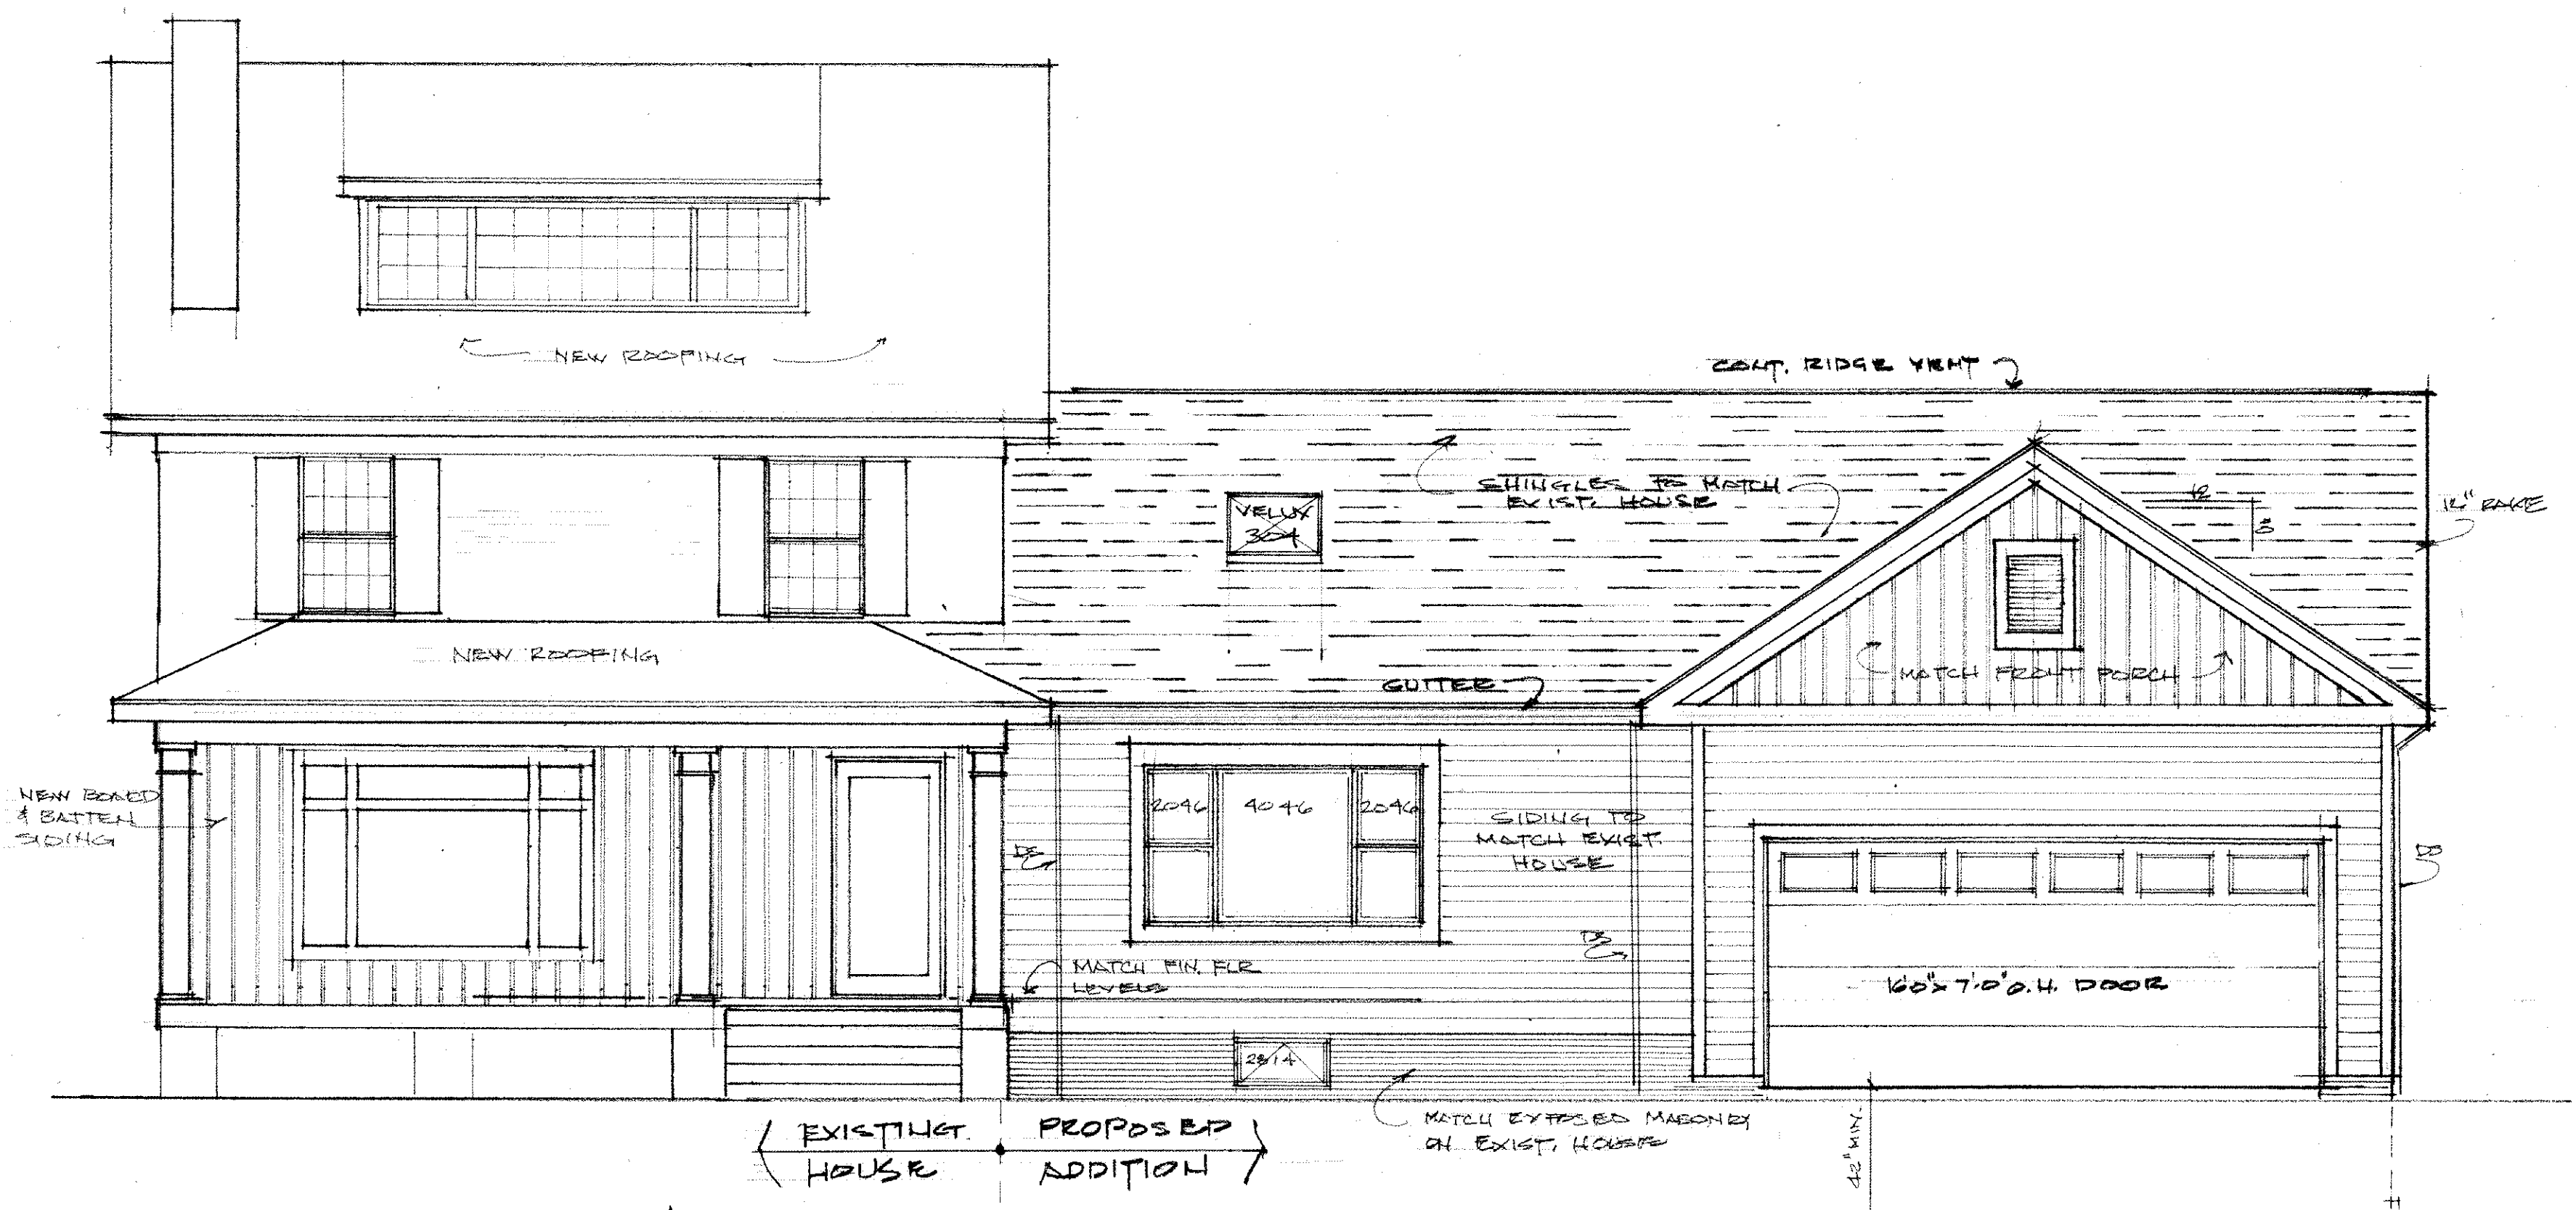 NEW ROOFING
CONT. RIDGE VENT
SHINGLES TO MATCH
EXIST. HOUSE
12
8
12" RAKE
VELUX
304
NEW ROOFING
GUTTER
MATCH FRONT PORCH
NEW BOARD
& BATTEN
SIDING
2046
4046
2046
SIDING TO
MATCH EXIST.
HOUSE
DS
DS
DS
MATCH FIN. FLR
LEVELS
16'0" x 7'0" O.H. DOOR
2814
MATCH EXPOSED MASONRY
ON EXIST. HOUSE
42" MIN.
EXISTING
HOUSE
PROPOSED
ADDITION